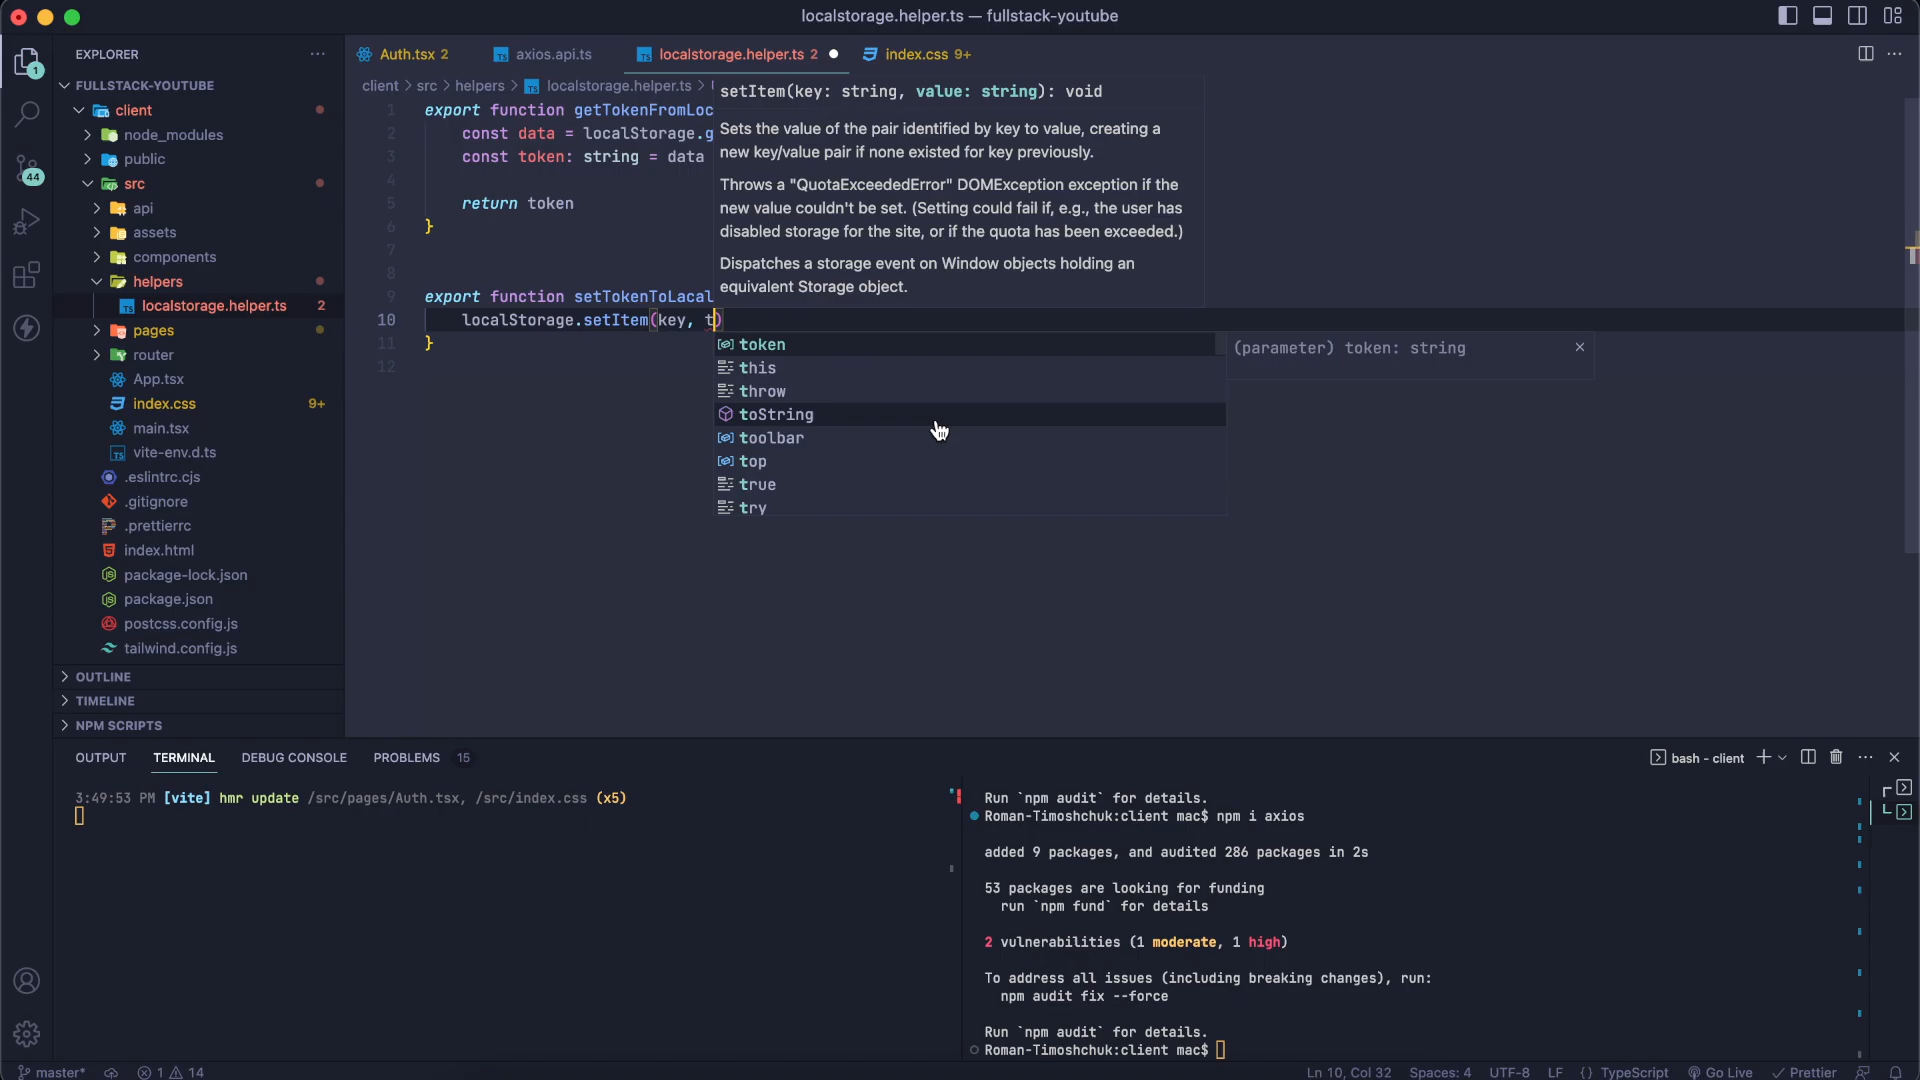 localstorage.helper.ts — fullstack-youtube
EXPLORER
FULLSTACK-YOUTUBE
client
node_modules
public
src
api
assets
components
helpers
localstorage.helper.ts 2
pages
router
App.tsx
index.css 9+
main.tsx
vite-env.d.ts
.eslintrc.cjs
.gitignore
.prettierrc
index.html
package-lock.json
package.json
postcss.config.js
tailwind.config.js
OUTLINE
TIMELINE
NPM SCRIPTS
1
44
Auth.tsx 2
axios.api.ts
localstorage.helper.ts 2
index.css 9+
client > src > helpers > localstorage.helper.ts >
1 export function getTokenFromLoc
2 const data = localStorage.g
3 const token: string = data
4
5 return token
6 }
7
8
9 export function setTokenToLacal
10 localStorage.setItem(key, t)
11 }
12
setItem(key: string, value: string): void
Sets the value of the pair identified by key to value, creating a
new key/value pair if none existed for key previously.
Throws a "QuotaExceededError" DOMException exception if the
new value couldn't be set. (Setting could fail if, e.g., the user has
disabled storage for the site, or if the quota has been exceeded.)
Dispatches a storage event on Window objects holding an
equivalent Storage object.
token
this
throw
toString
toolbar
top
true
try
(parameter) token: string
OUTPUT TERMINAL DEBUG CONSOLE PROBLEMS 15
bash - client
3:49:53 PM [vite] hmr update /src/pages/Auth.tsx, /src/index.css (x5)
Run `npm audit` for details.
Roman-Timoshchuk:client mac$ npm i axios
added 9 packages, and audited 286 packages in 2s
53 packages are looking for funding
run `npm fund` for details
2 vulnerabilities (1 moderate, 1 high)
To address all issues (including breaking changes), run:
npm audit fix --force
Run `npm audit` for details.
Roman-Timoshchuk:client mac$
master* 1 14
Ln 10, Col 32 Spaces: 4 UTF-8 LF {} TypeScript Go Live Prettier